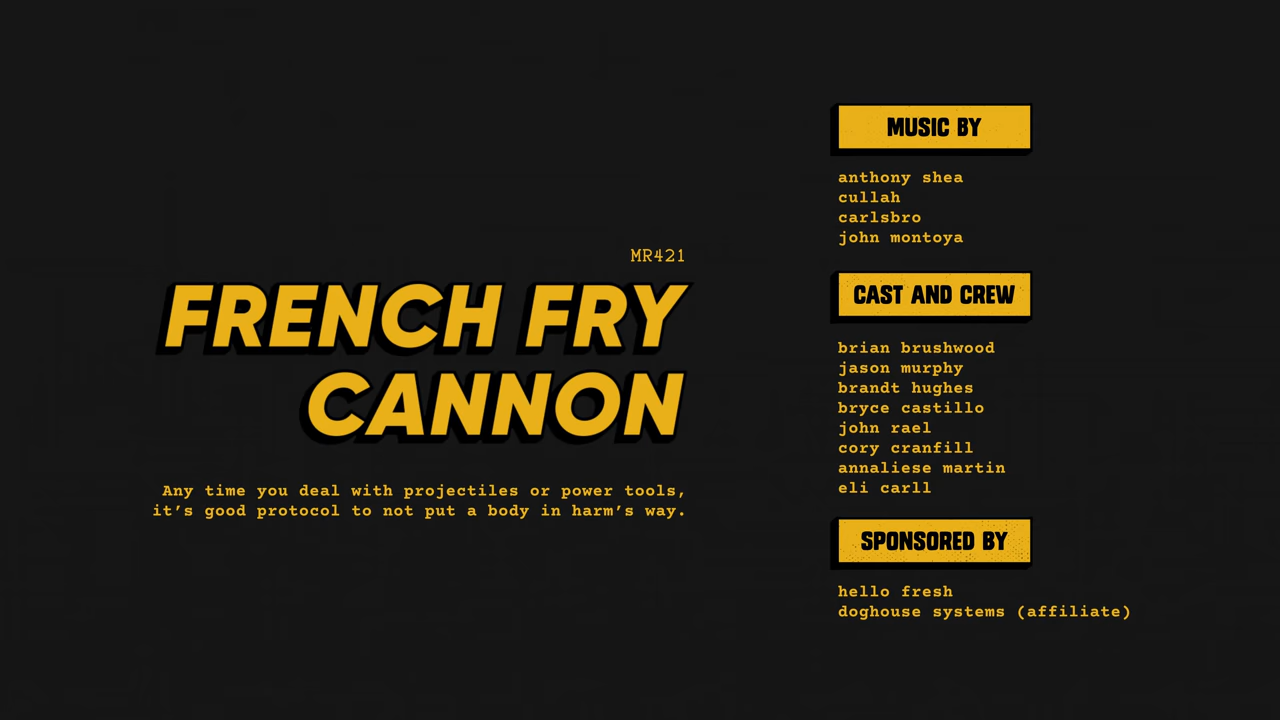 MR421
FRENCH FRY
CANNON
Any time you deal with projectiles or power tools,
it’s good protocol to not put a body in harm’s way.
MUSIC BY
anthony shea
cullah
carlsbro
john montoya
CAST AND CREW
brian brushwood
jason murphy
brandt hughes
bryce castillo
john rael
cory cranfill
annaliese martin
eli carll
SPONSORED BY
hello fresh
doghouse systems (affiliate)